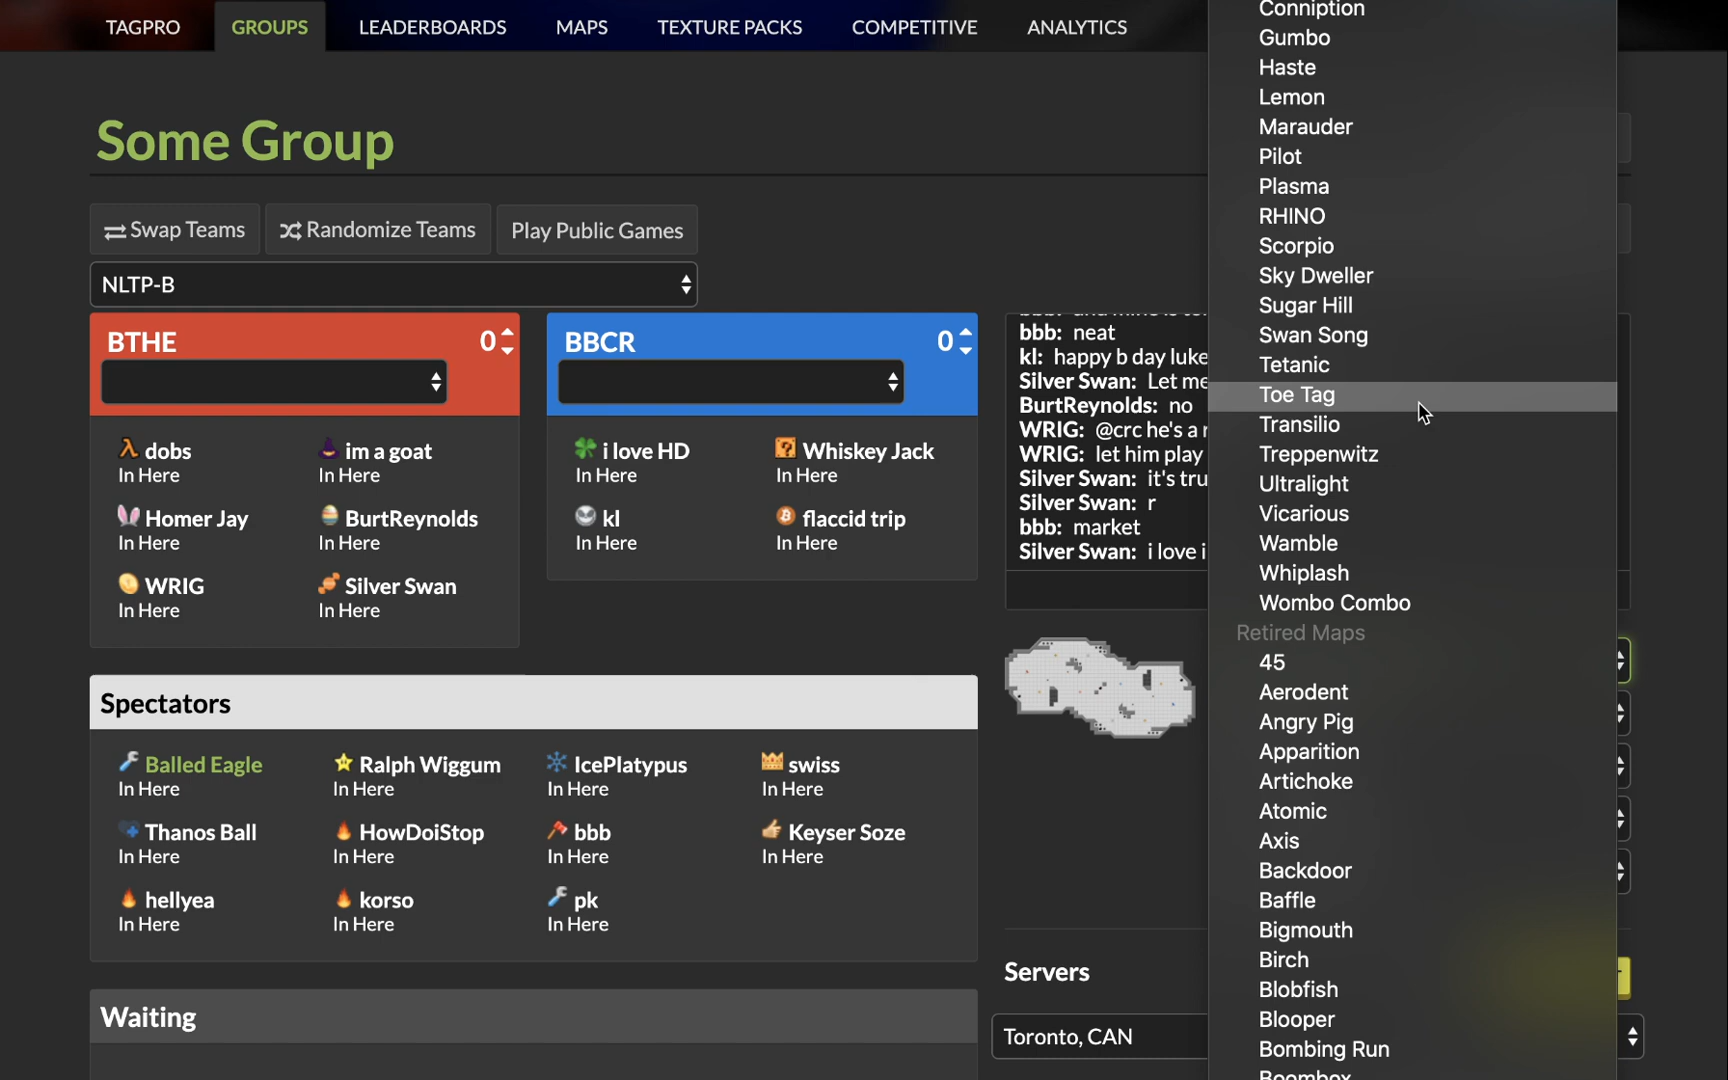 TAGPRO
GROUPS
LEADERBOARDS
MAPS
TEXTURE PACKS
COMPETITIVE
ANALYTICS
Some Group
Swap Teams
Randomize Teams
Play Public Games
NLTP-B
BTHE
0
dobs
In Here
im a goat
In Here
Homer Jay
In Here
BurtReynolds
In Here
WRIG
In Here
Silver Swan
In Here
BBCR
0
i love HD
In Here
Whiskey Jack
In Here
kl
In Here
flaccid trip
In Here
Spectators
Balled Eagle
In Here
Ralph Wiggum
In Here
IcePlatypus
In Here
swiss
In Here
Thanos Ball
In Here
HowDoiStop
In Here
bbb
In Here
Keyser Soze
In Here
hellyea
In Here
korso
In Here
pk
In Here
Waiting
bbb: neat
kl: happy b day luke
Silver Swan: Let me
BurtReynolds: no
WRIG: @crc he's a
WRIG: let him play
Silver Swan: it's
Silver Swan: r
bbb: market
Silver Swan: i love
Servers
Toronto, CAN
Conniption
Gumbo
Haste
Lemon
Marauder
Pilot
Plasma
RHINO
Scorpio
Sky Dweller
Sugar Hill
Swan Song
Tetanic
Toe Tag
Transilio
Treppenwitz
Ultralight
Vicarious
Wamble
Whiplash
Wombo Combo
Retired Maps
45
Aerodent
Angry Pig
Apparition
Artichoke
Atomic
Axis
Backdoor
Baffle
Bigmouth
Birch
Blobfish
Blooper
Bombing Run
Boombox